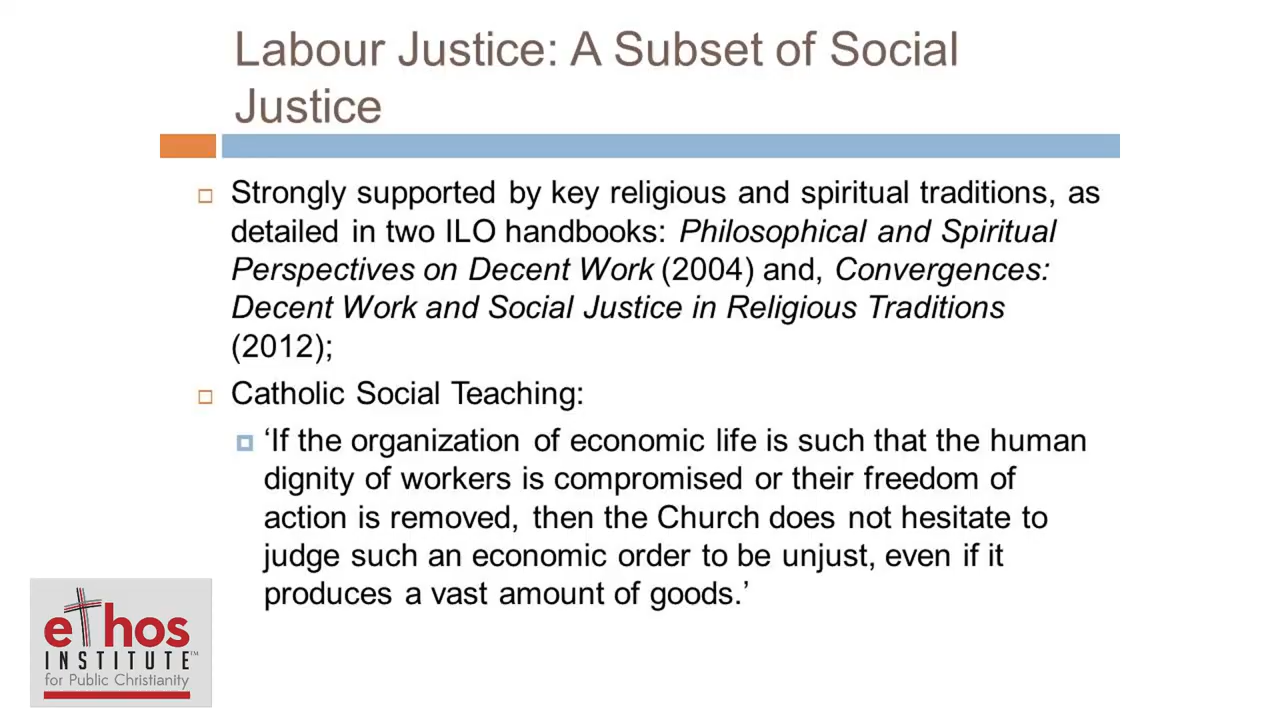 Labour Justice: A Subset of Social
Justice
Strongly supported by key religious and spiritual traditions, as
detailed in two ILO handbooks: Philosophical and Spiritual
Perspectives on Decent Work (2004) and, Convergences:
Decent Work and Social Justice in Religious Traditions
(2012);
Catholic Social Teaching:
‘If the organization of economic life is such that the human
dignity of workers is compromised or their freedom of
action is removed, then the Church does not hesitate to
judge such an economic order to be unjust, even if it
produces a vast amount of goods.’
ethos
INSTITUTE™
for Public Christianity